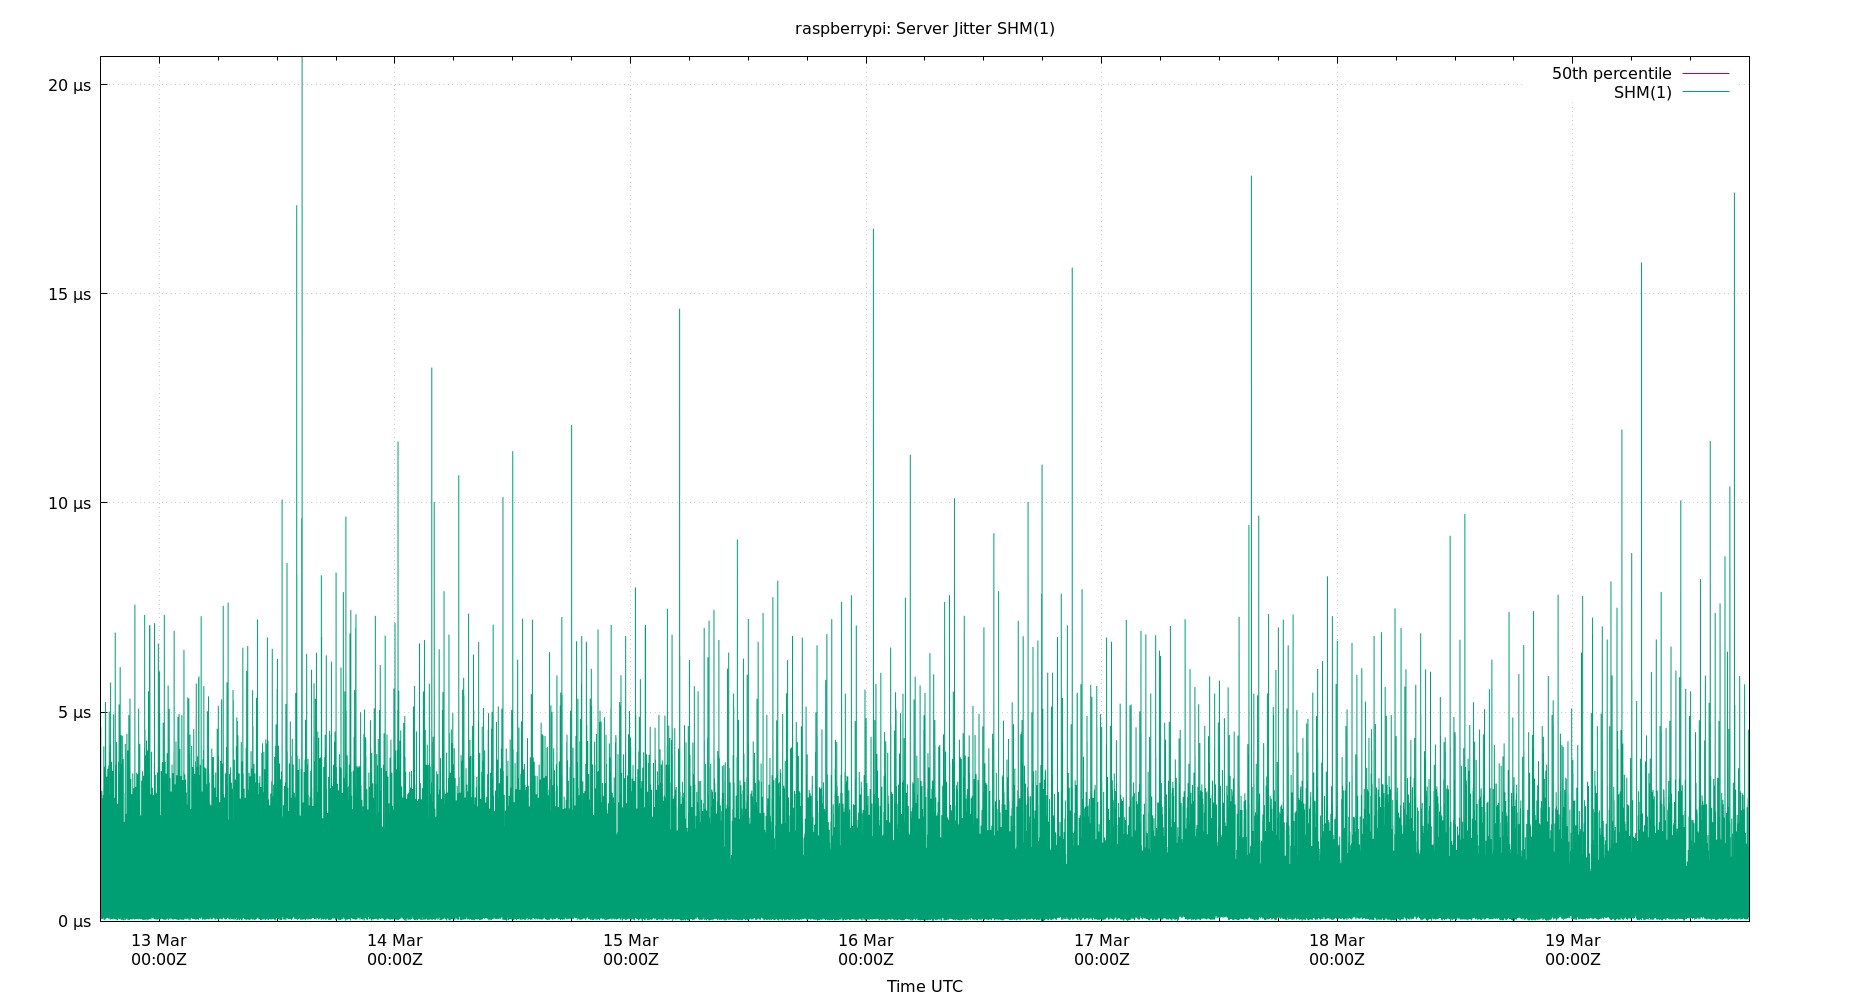 raspberrypi: Server Jitter SHM(1)
50th percentile
SHM(1)
20 µs
15 µs
10 µs
5 µs
0 µs
13 Mar 14 Mar 15 Mar 16 Mar 17 Mar 18 Mar 19 Mar
00:00Z 00:00Z 00:00Z 00:00Z 00:00Z 00:00Z 00:00Z
Time UTC